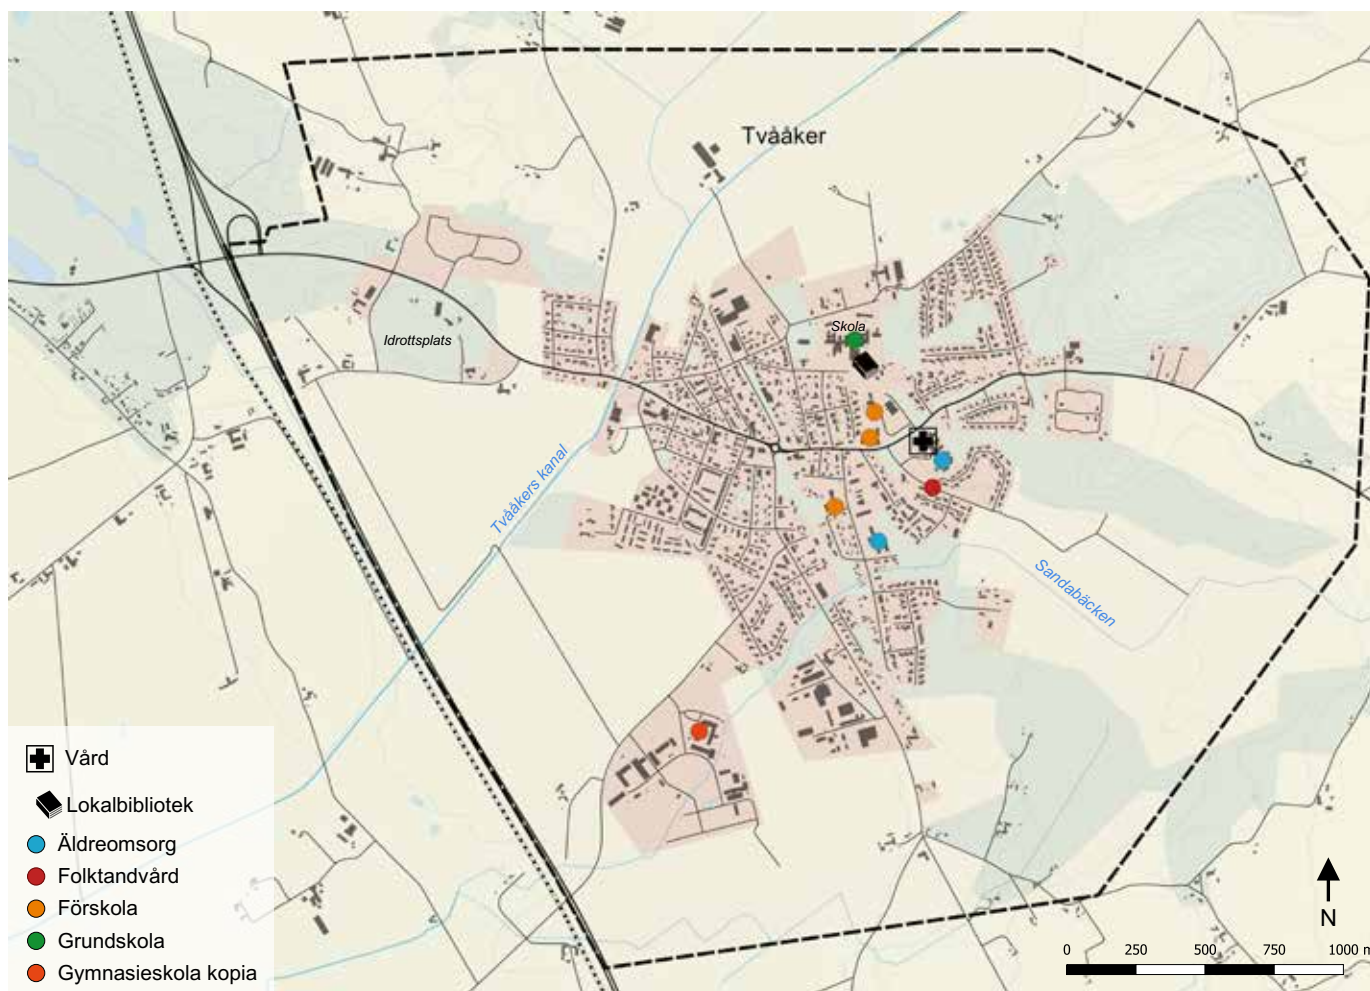 Tvååker
Skola
Idrottsplats
Tvååkers kanal
Sandabäcken
Vård
Lokalbibliotek
Äldreomsorg
Folktandvård
Förskola
Grundskola
Gymnasieskola kopia
N
0 250 500 750 1000 m